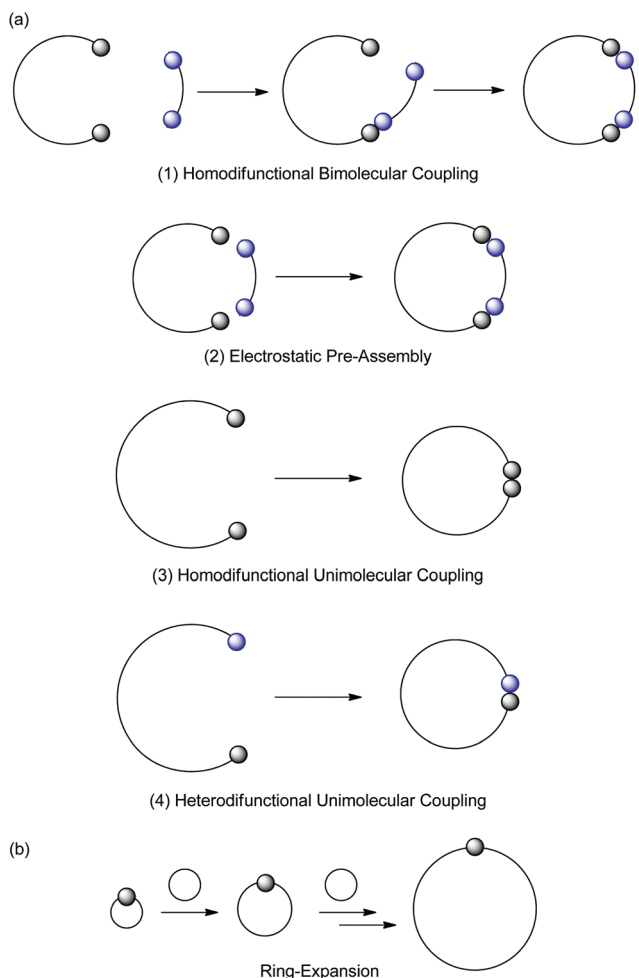 (a)
(1) Homodifunctional Bimolecular Coupling
(2) Electrostatic Pre-Assembly
(3) Homodifunctional Unimolecular Coupling
(4) Heterodifunctional Unimolecular Coupling
(b)
Ring-Expansion